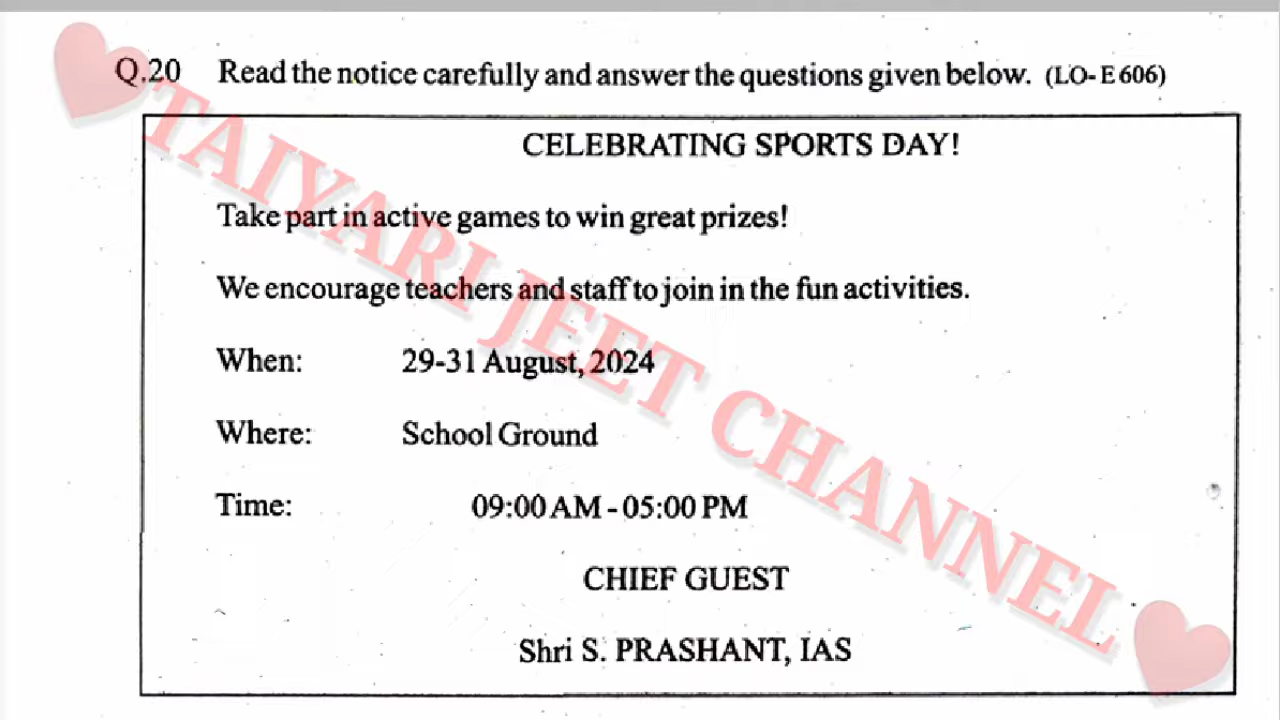 Q.20 Read the notice carefully and answer the questions given below. (LO- E 606)
CELEBRATING SPORTS DAY!
Take part in active games to win great prizes!
We encourage teachers and staff to join in the fun activities.
When: 29-31 August, 2024
Where: School Ground
Time: 09:00 AM - 05:00 PM
CHIEF GUEST
Shri S. PRASHANT, IAS
TAIYARI JEET CHANNEL